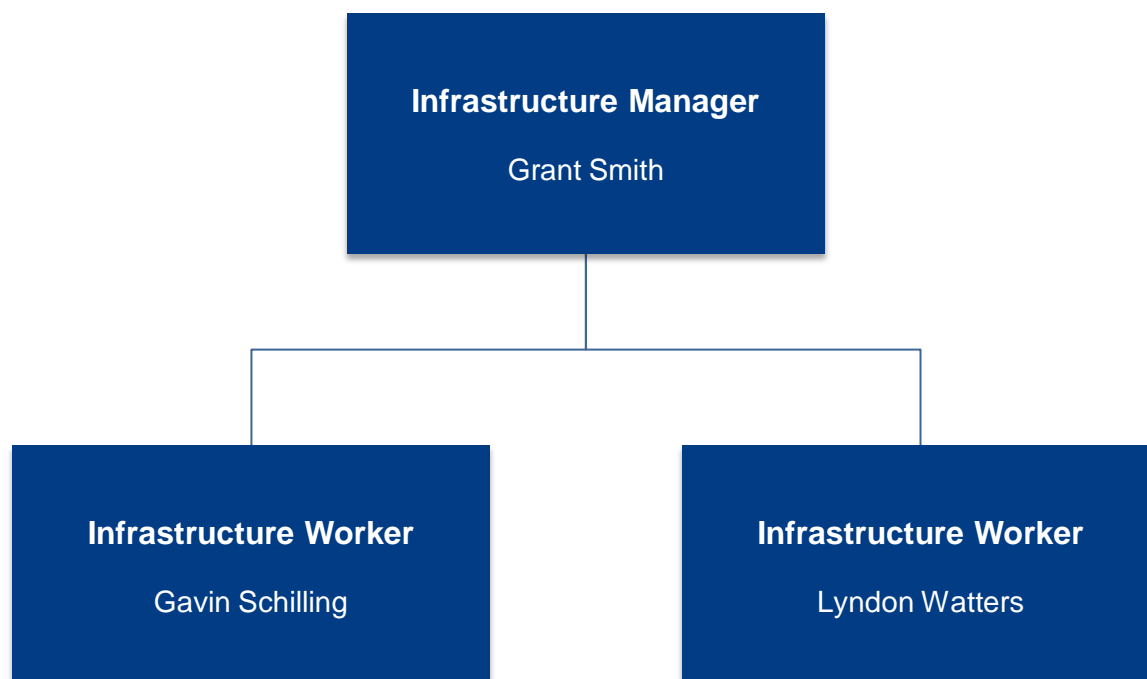 Infrastructure Manager
Grant Smith
Infrastructure Worker
Gavin Schilling
Infrastructure Worker
Lyndon Watters